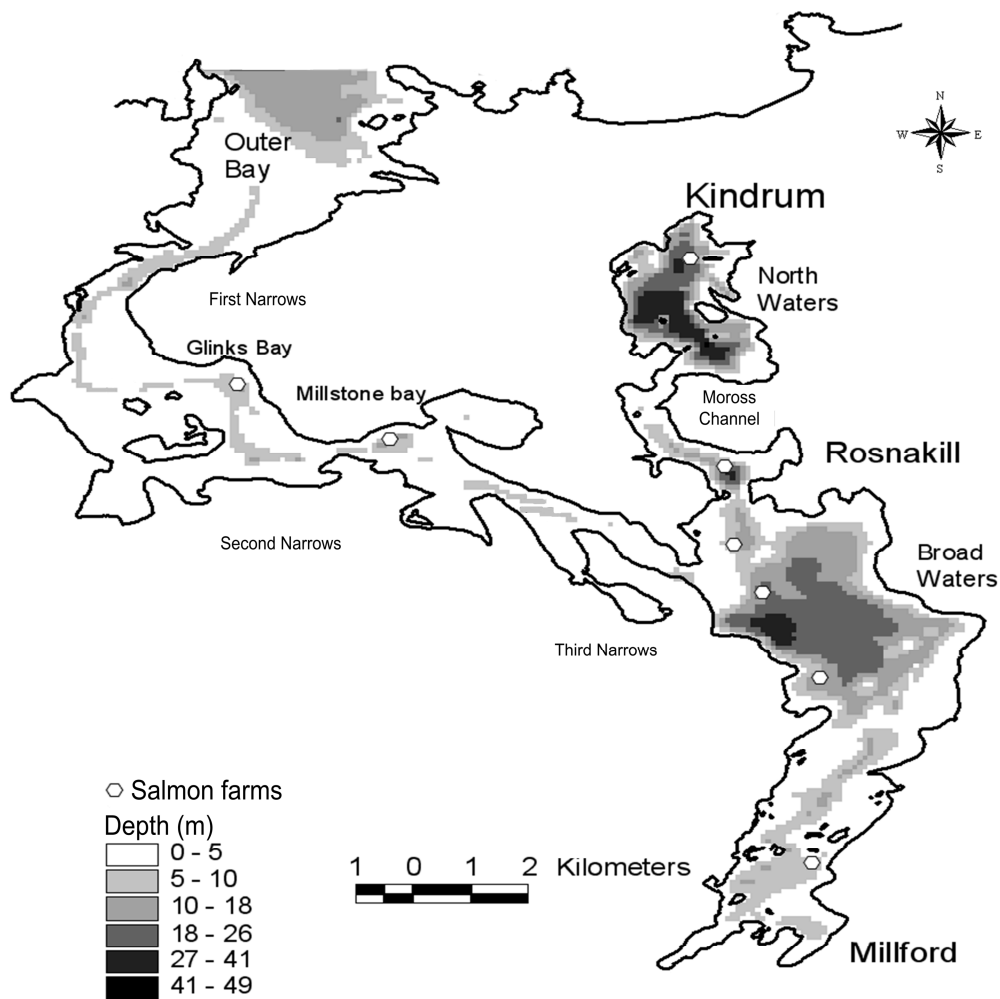 N
W E
S
Outer
Bay
Kindrum
North
Waters
First Narrows
Glinks Bay
Millstone bay
Moross
Channel
Rosnakill
Second Narrows
Broad
Waters
Third Narrows
Salmon farms
Depth (m)
0 - 5
5 - 10
10 - 18
18 - 26
27 - 41
41 - 49
1 0 1 2 Kilometers
Millford